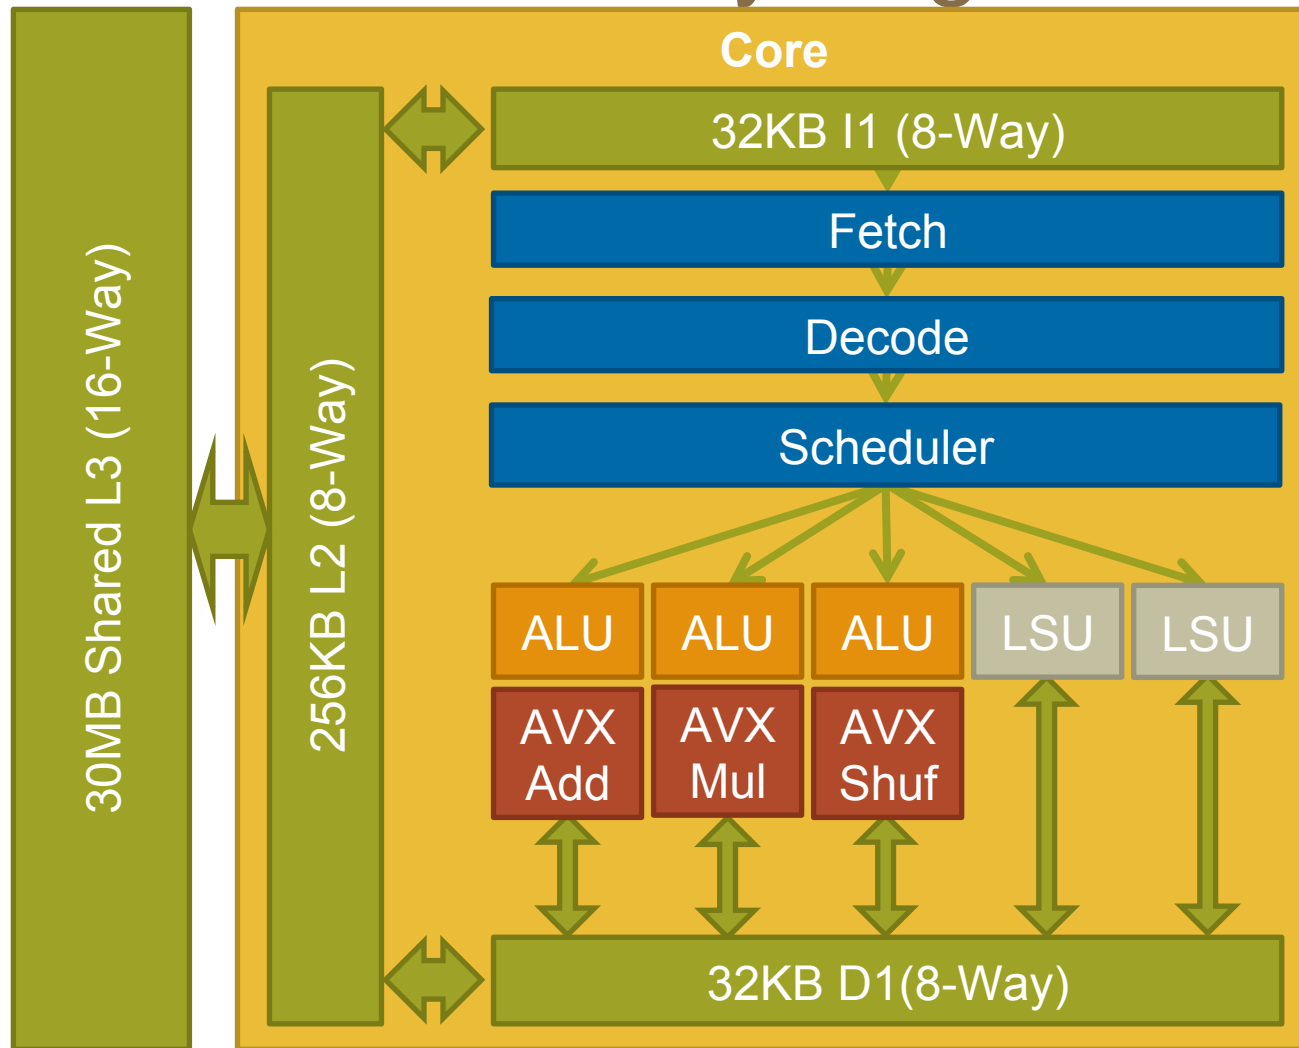 Core
32KB I1 (8-Way)
Fetch
Decode
Scheduler
ALU
ALU
ALU
LSU
LSU
AVX
Add
AVX
Mul
AVX
Shuf
32KB D1(8-Way)
256KB L2 (8-Way)
30MB Shared L3 (16-Way)